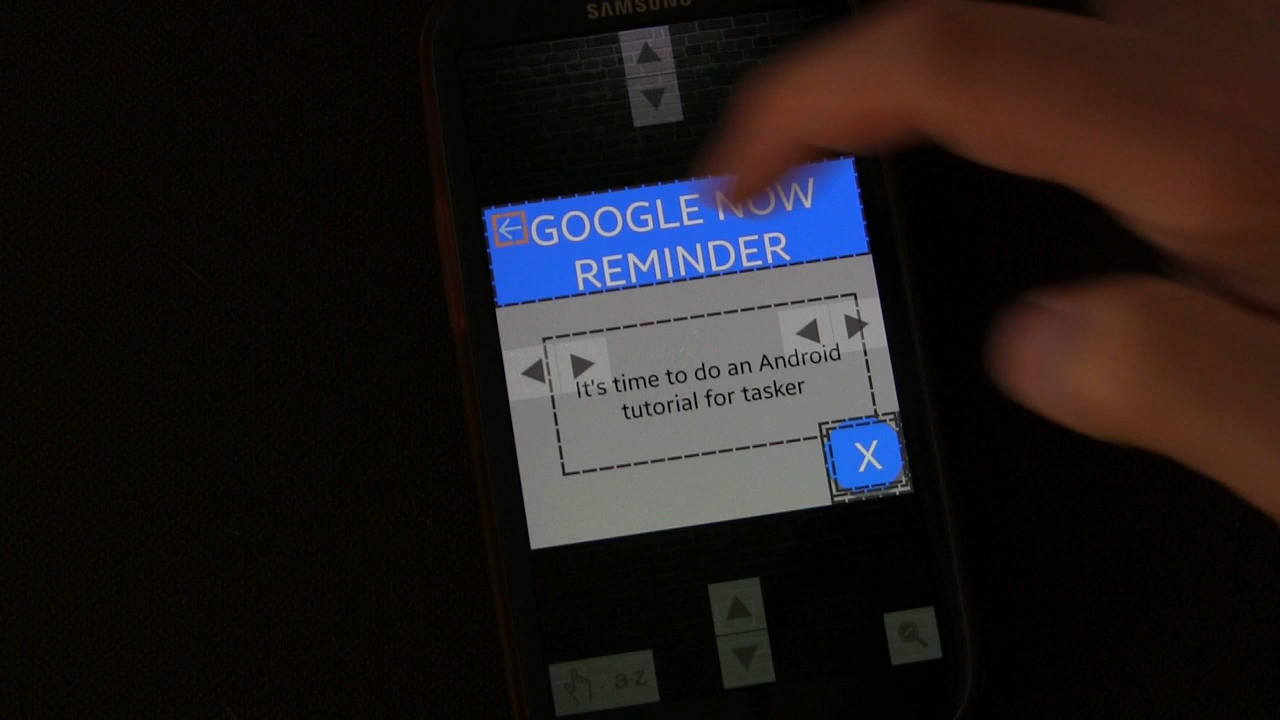 SAMSUNG
GOOGLE NOW
REMINDER
It's time to do an Android
tutorial for tasker
X
a-z